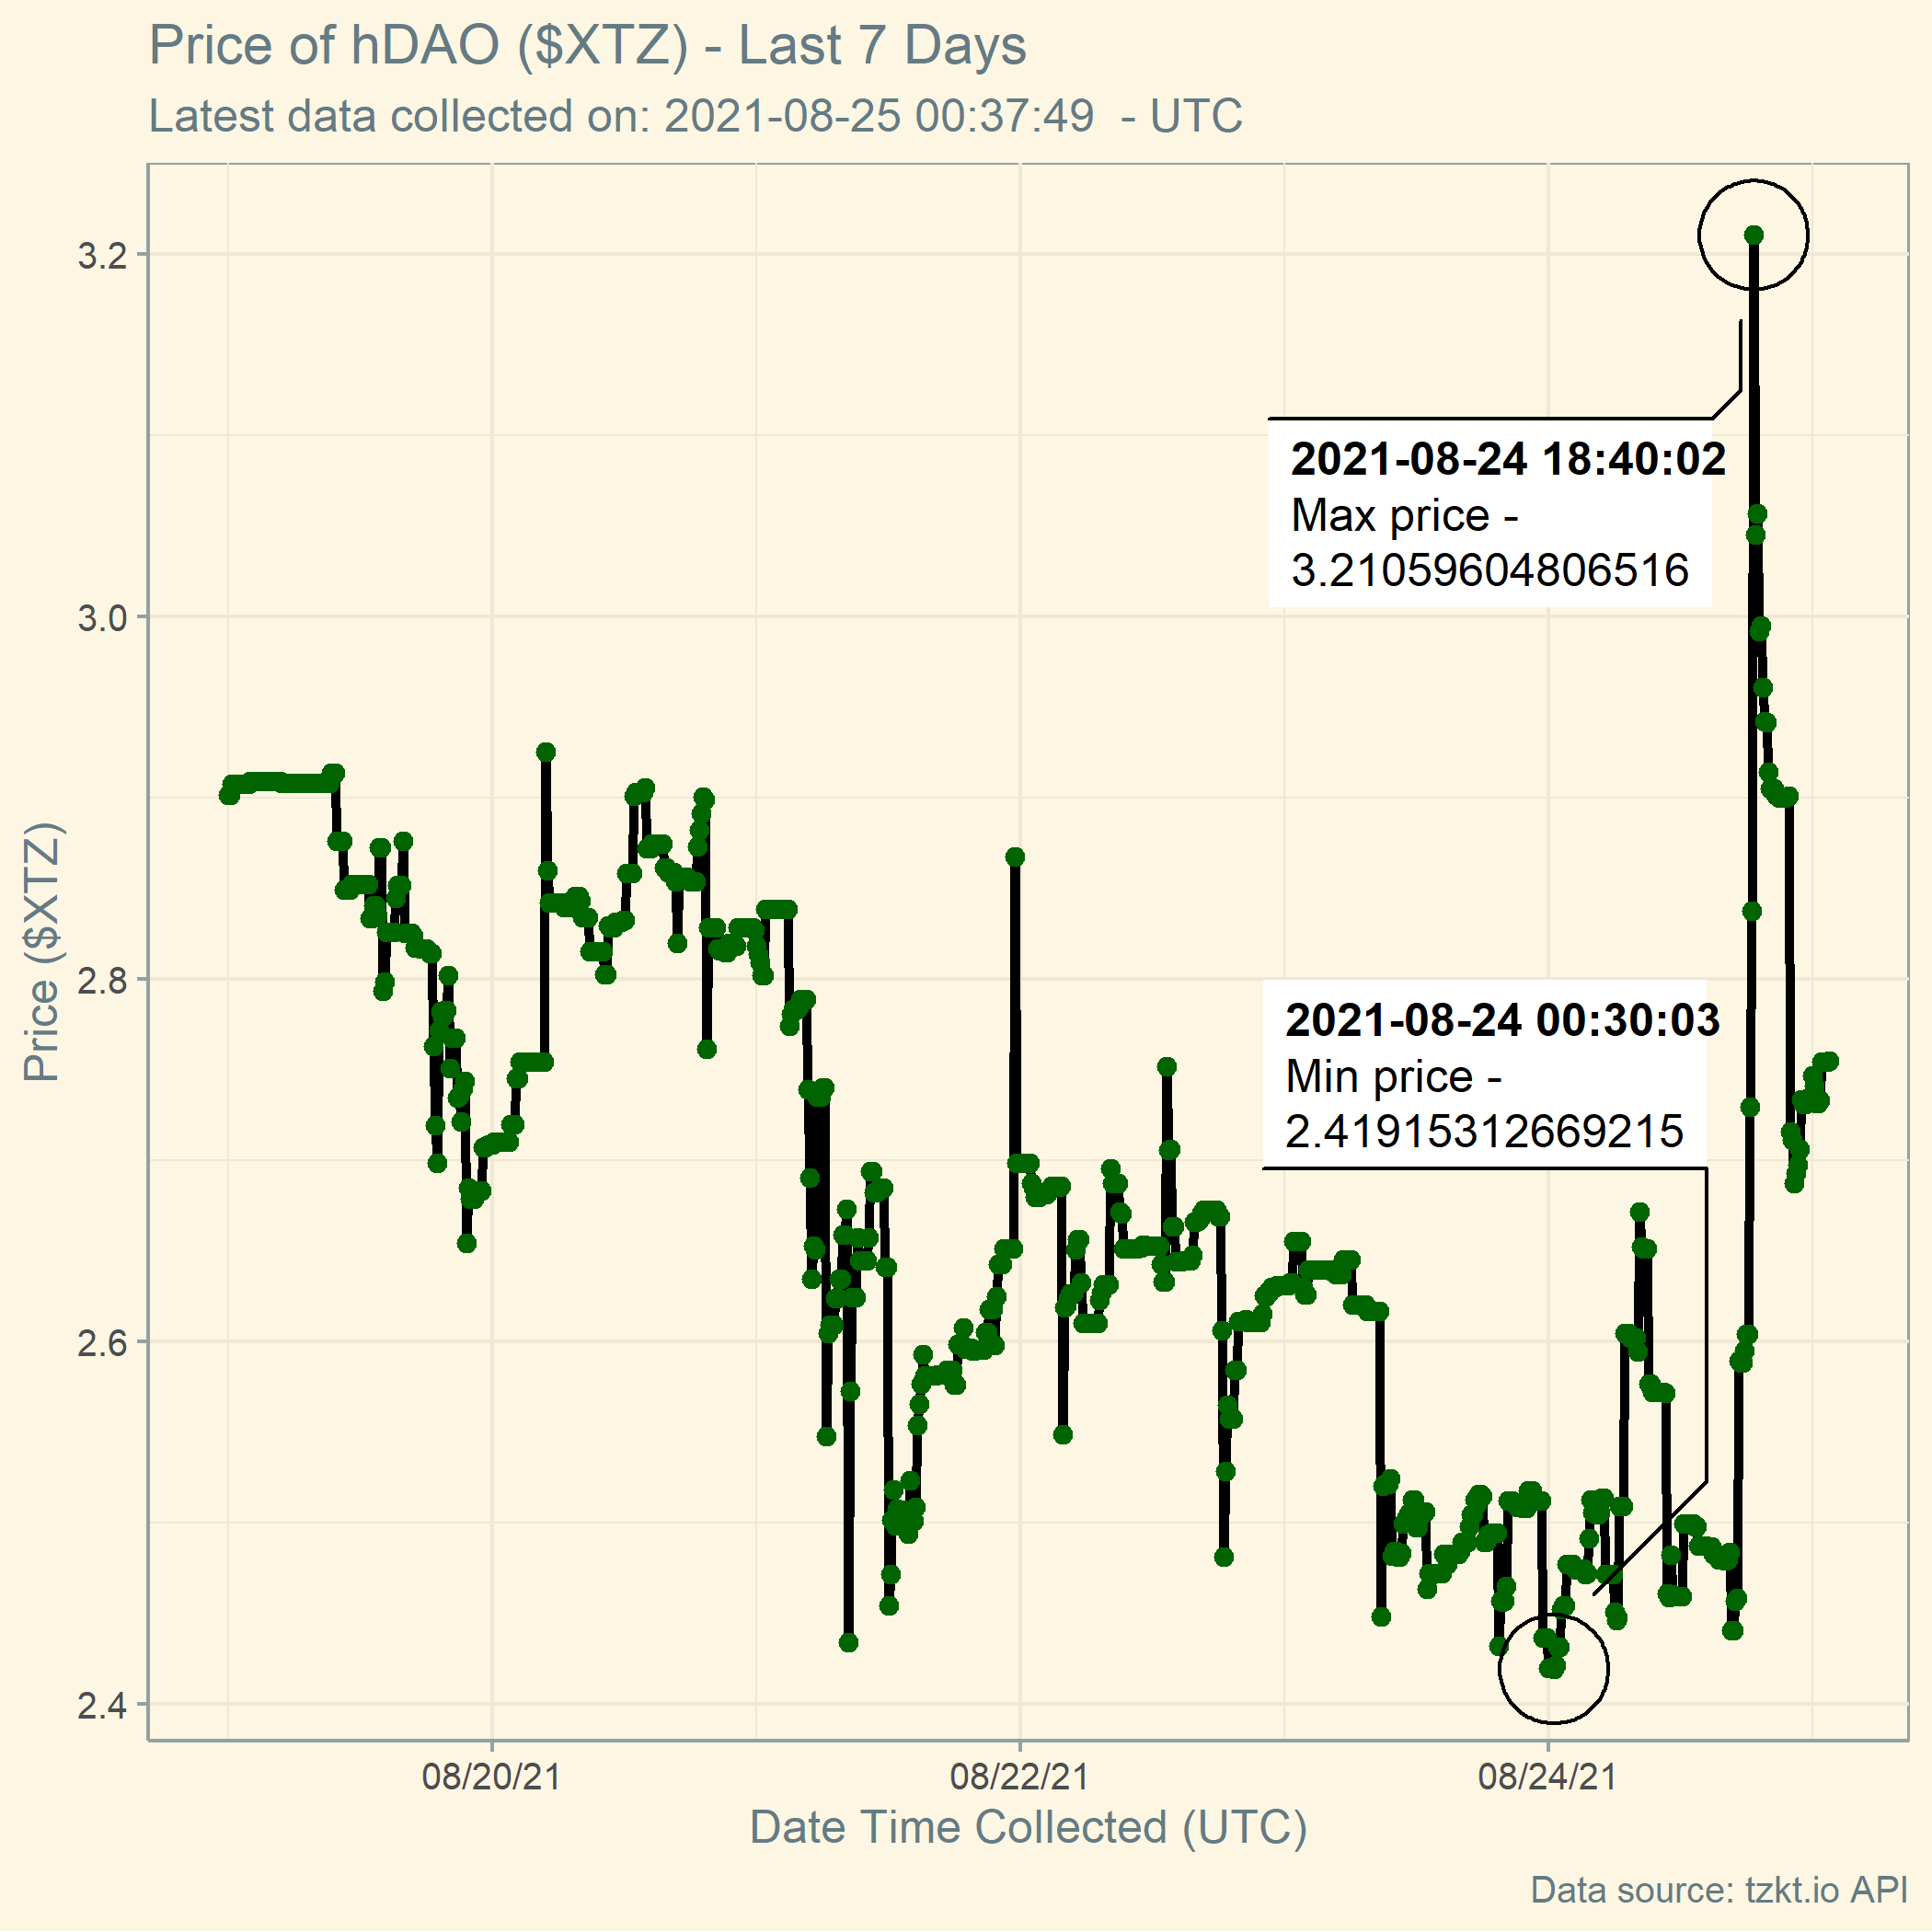 Price of hDAO ($XTZ) - Last 7 Days
Latest data collected on: 2021-08-25 00:37:49  - UTC
3.2
3.0
2.8
2.6
2.4
Price ($XTZ)
2021-08-24 18:40:02
Max price -
3.21059604806516
2021-08-24 00:30:03
Min price -
2.41915312669215
08/20/21
08/22/21
08/24/21
Date Time Collected (UTC)
Data source: tzkt.io API